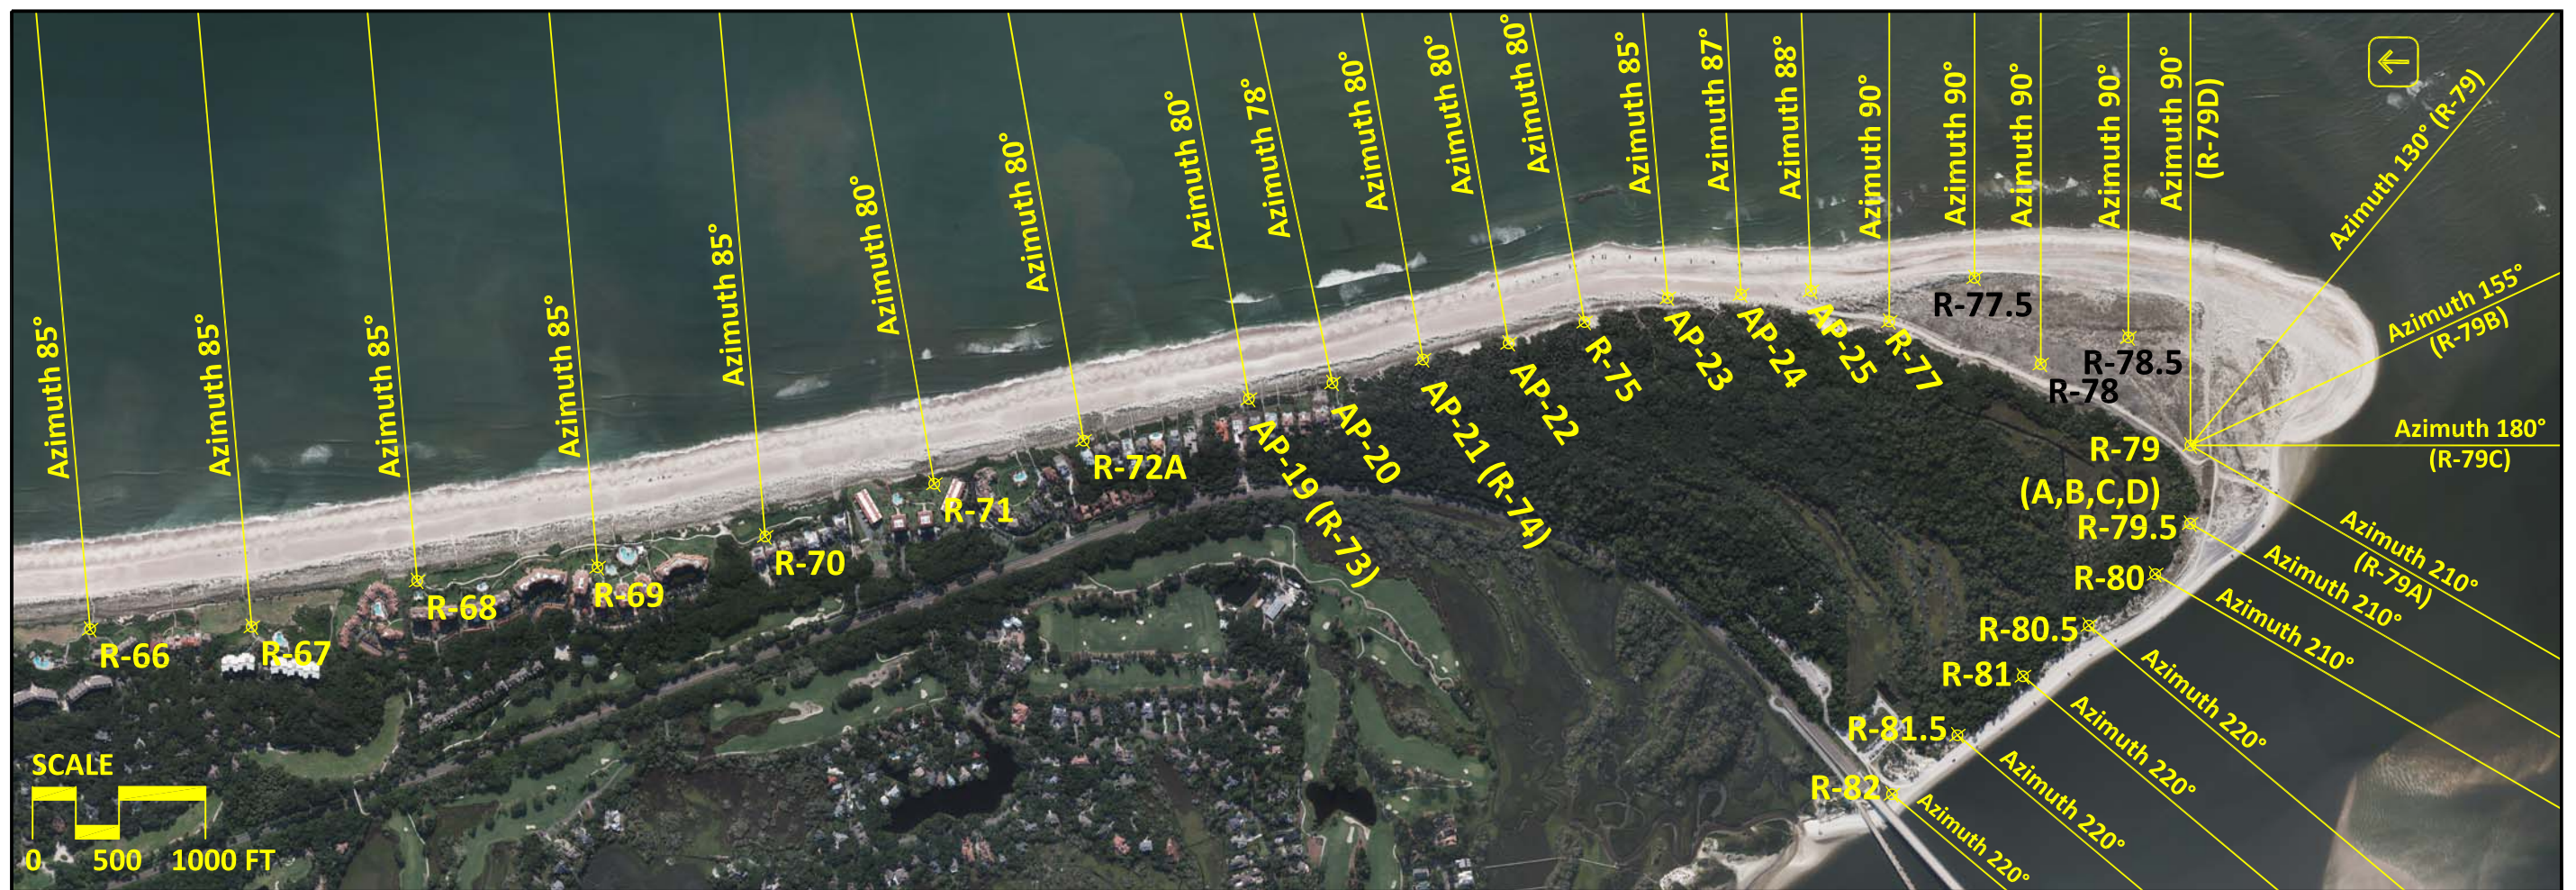 Azimuth 85°
Azimuth 85°
Azimuth 85°
Azimuth 85°
Azimuth 85°
Azimuth 80°
Azimuth 80°
Azimuth 80°
Azimuth 78°
Azimuth 80°
Azimuth 80°
Azimuth 80°
Azimuth 85°
Azimuth 87°
Azimuth 88°
Azimuth 90°
Azimuth 90°
Azimuth 90°
Azimuth 90°
Azimuth 90°
(R-79D)
Azimuth 130° (R-79)
Azimuth 155°
(R-79B)
Azimuth 180°
(R-79C)
Azimuth 210°
(R-79A)
Azimuth 210°
Azimuth 210°
Azimuth 220°
Azimuth 220°
Azimuth 220°
Azimuth 220°
R-66
R-67
R-68
R-69
R-70
R-71
R-72A
AP-19 (R-73)
AP-20
AP-21 (R-74)
AP-22
R-75
AP-23
AP-24
AP-25
R-77
R-77.5
R-78
R-78.5
R-79
(A,B,C,D)
R-79.5
R-80
R-80.5
R-81
R-81.5
R-82
SCALE
0 500 1000 FT